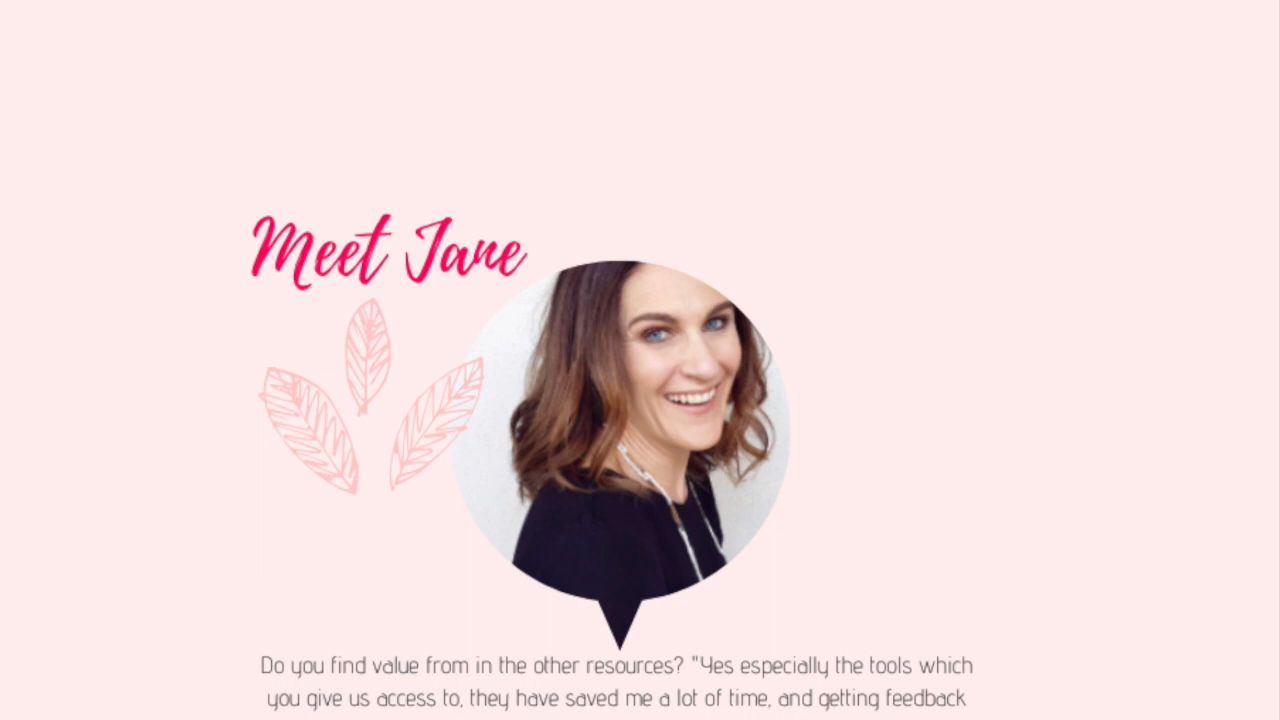 Meet Jane
Do you find value from in the other resources? "Yes especially the tools which
you give us access to, they have saved me a lot of time, and getting feedback